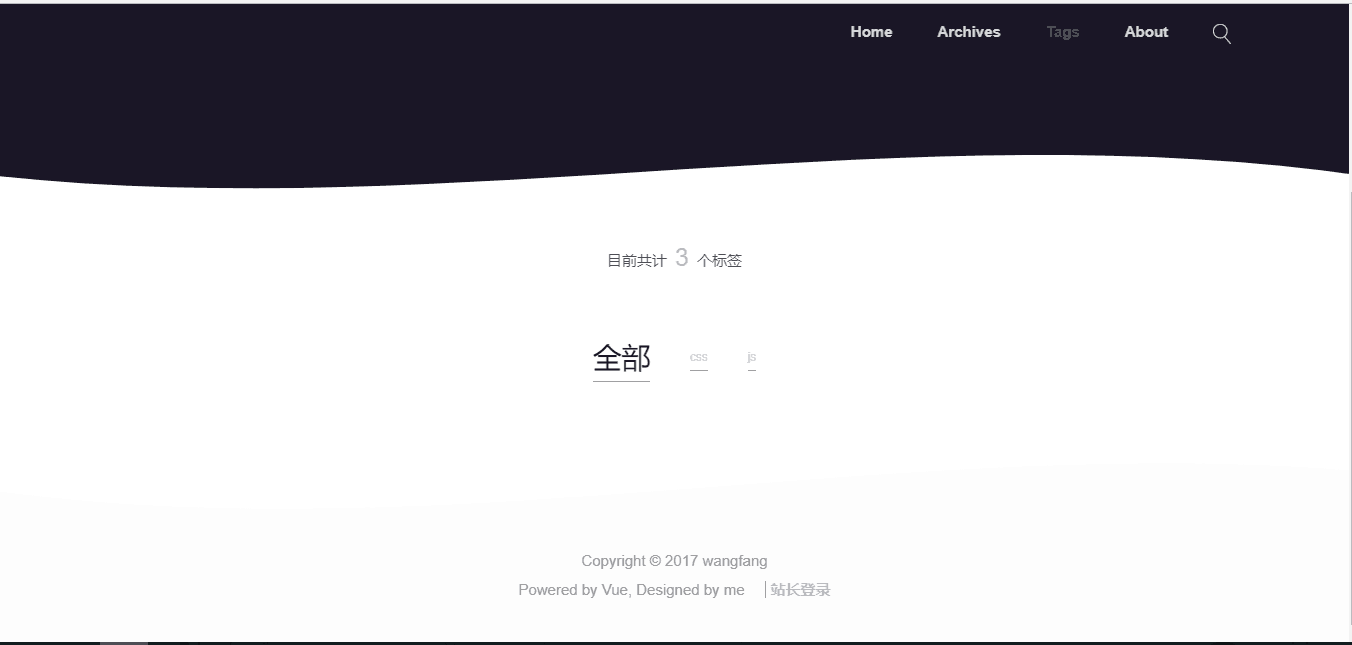 Home Archives Tags About
目前共计 3 个标签
全部 css js
Copyright © 2017 wangfang
Powered by Vue, Designed by me | 站长登录